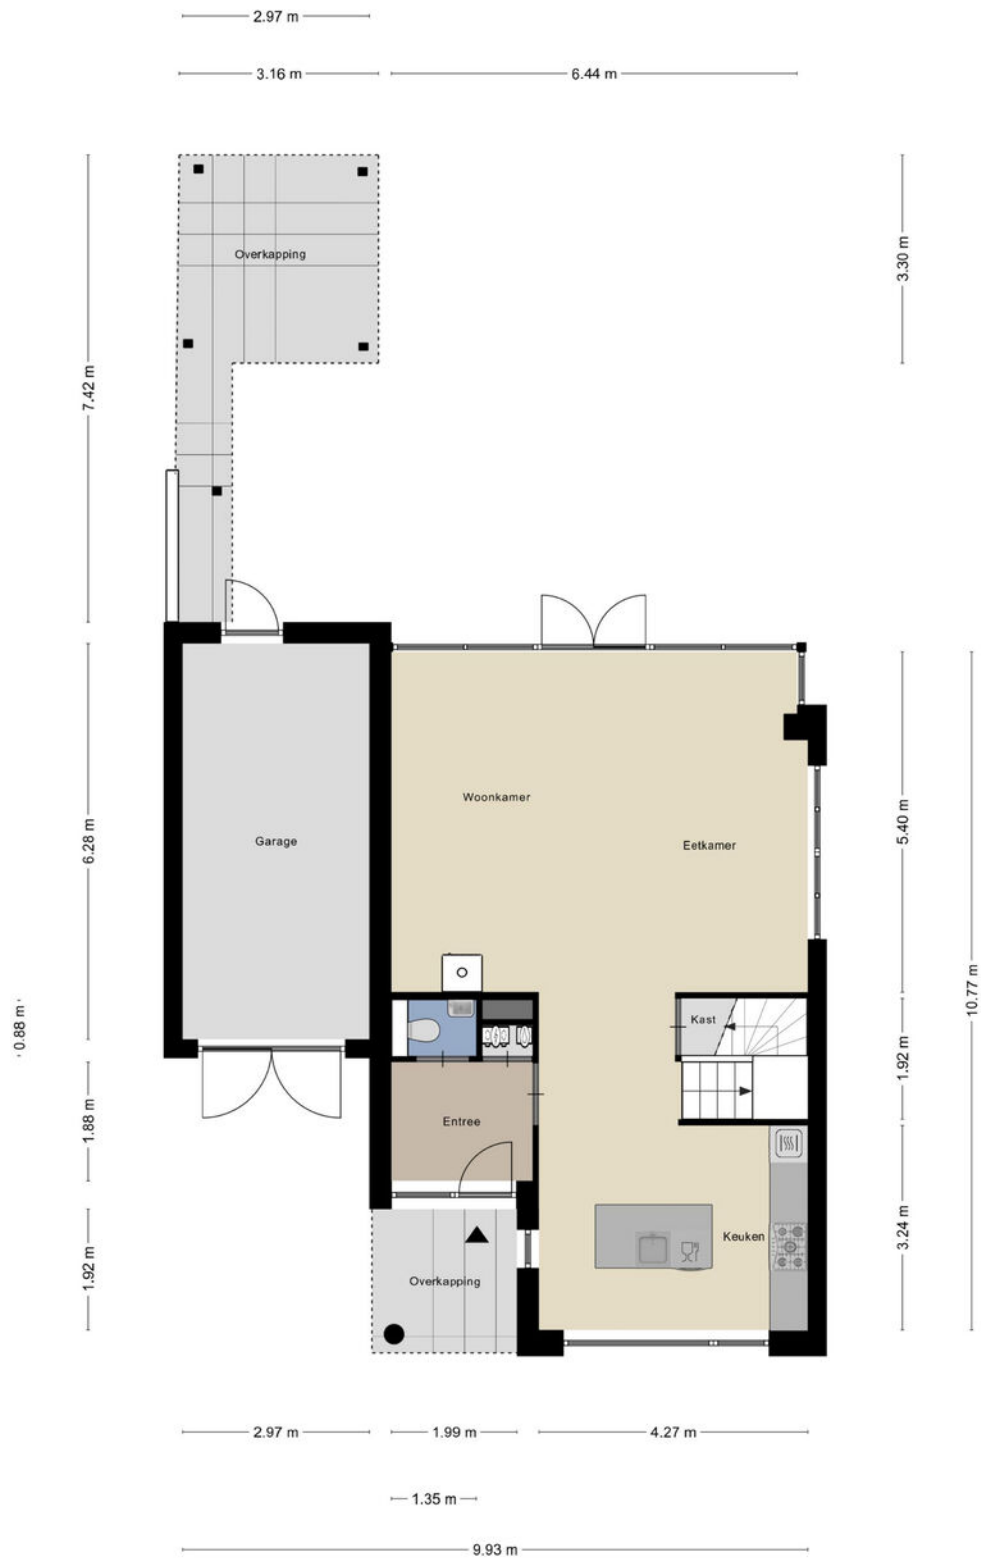 2.97 m
3.16 m
6.44 m
Overkapping
3.30 m
7.42 m
Woonkamer
Eetkamer
Garage
6.28 m
5.40 m
10.77 m
0.88 m
Kast
1.92 m
1.88 m
Entree
Keuken
3.24 m
1.92 m
Overkapping
2.97 m
1.99 m
4.27 m
1.35 m
9.93 m